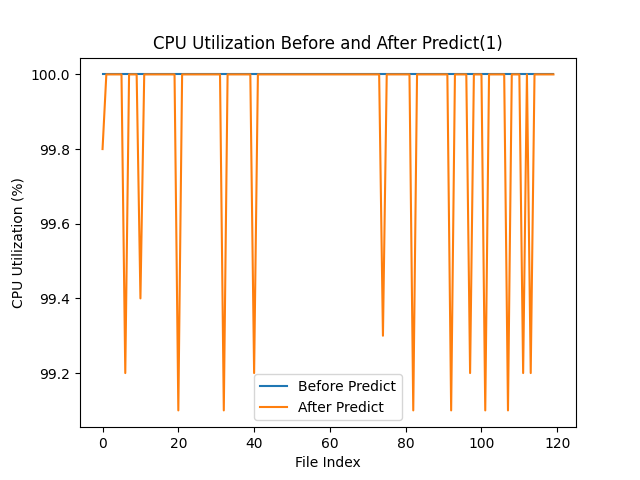 CPU Utilization Before and After Predict(1)
100.0
99.8
99.6
99.4
99.2
CPU Utilization (%)
Before Predict
After Predict
0 20 40 60 80 100 120
File Index